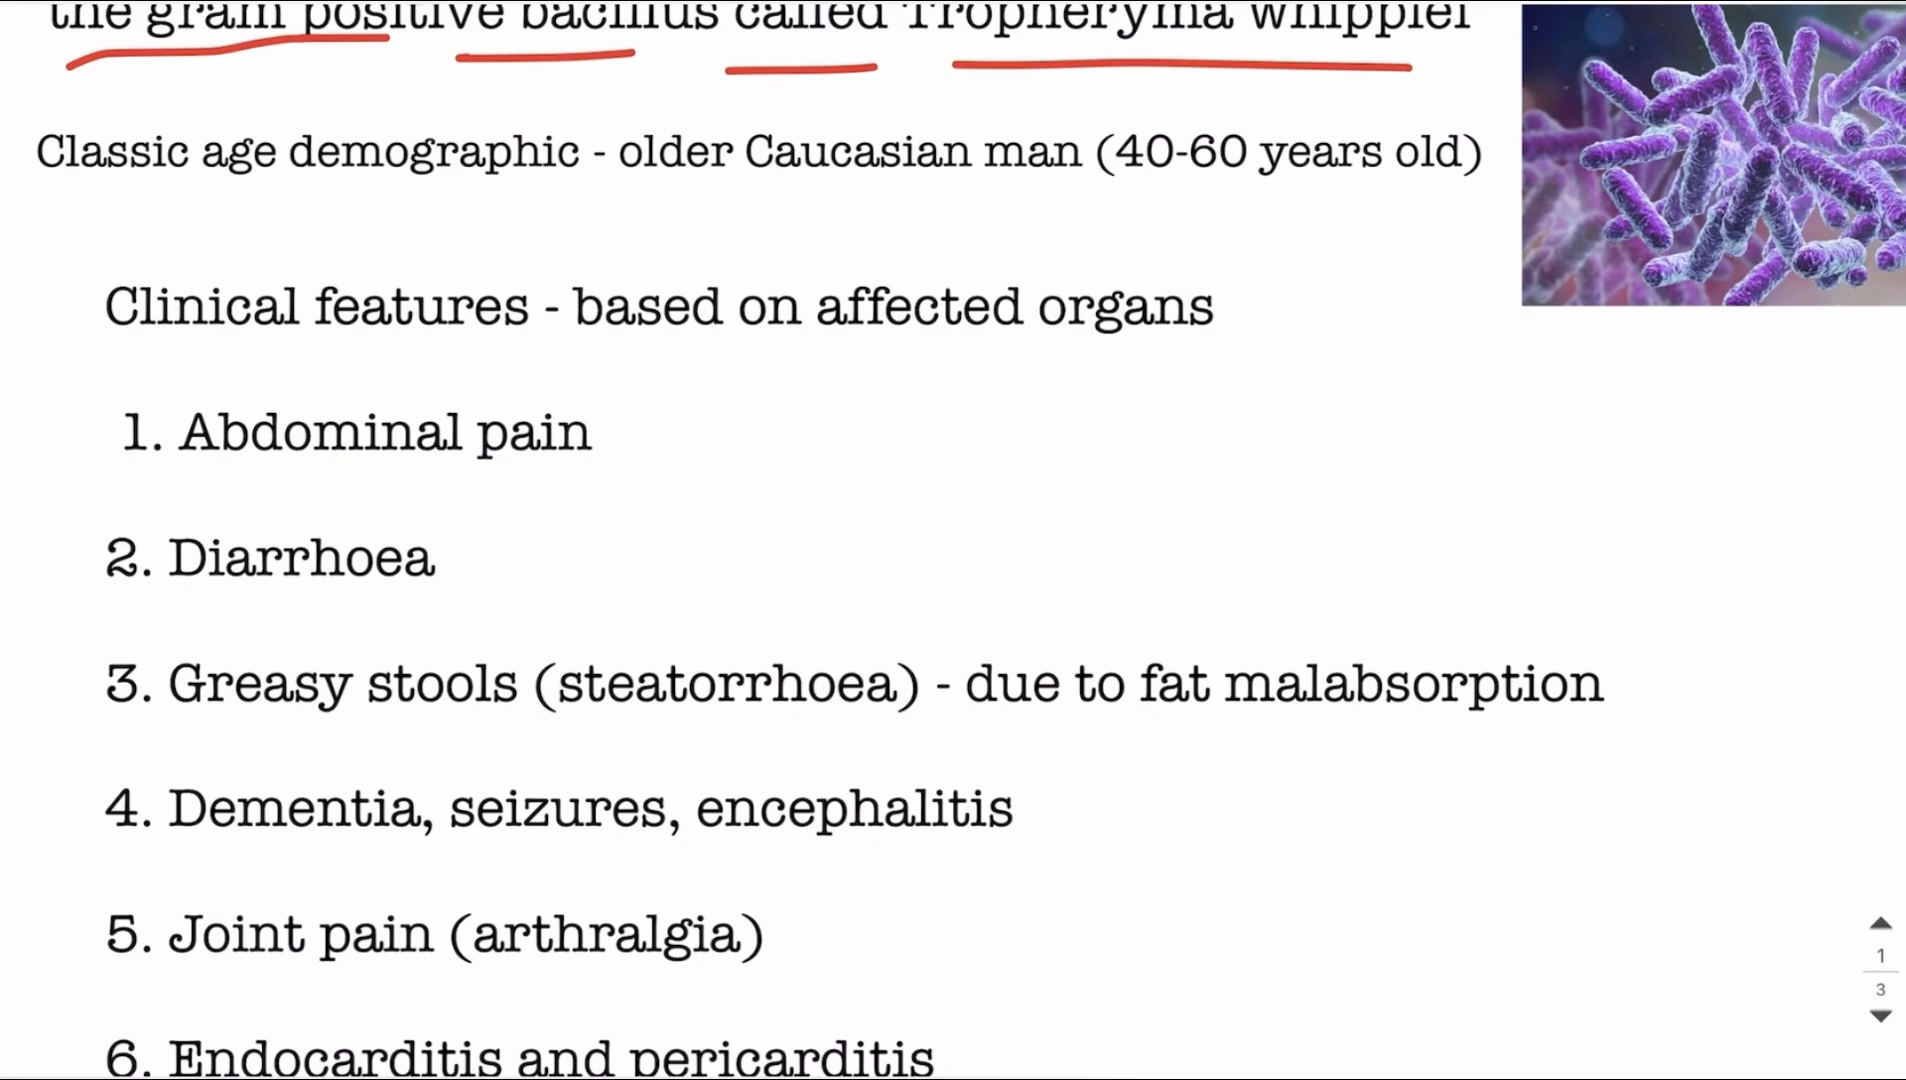 the gram positive bacillus called Tropheryma whipplei
Classic age demographic - older Caucasian man (40-60 years old)
Clinical features - based on affected organs
1. Abdominal pain
2. Diarrhoea
3. Greasy stools (steatorrhoea) - due to fat malabsorption
4. Dementia, seizures, encephalitis
5. Joint pain (arthralgia)
6. Endocarditis and pericarditis
1
3